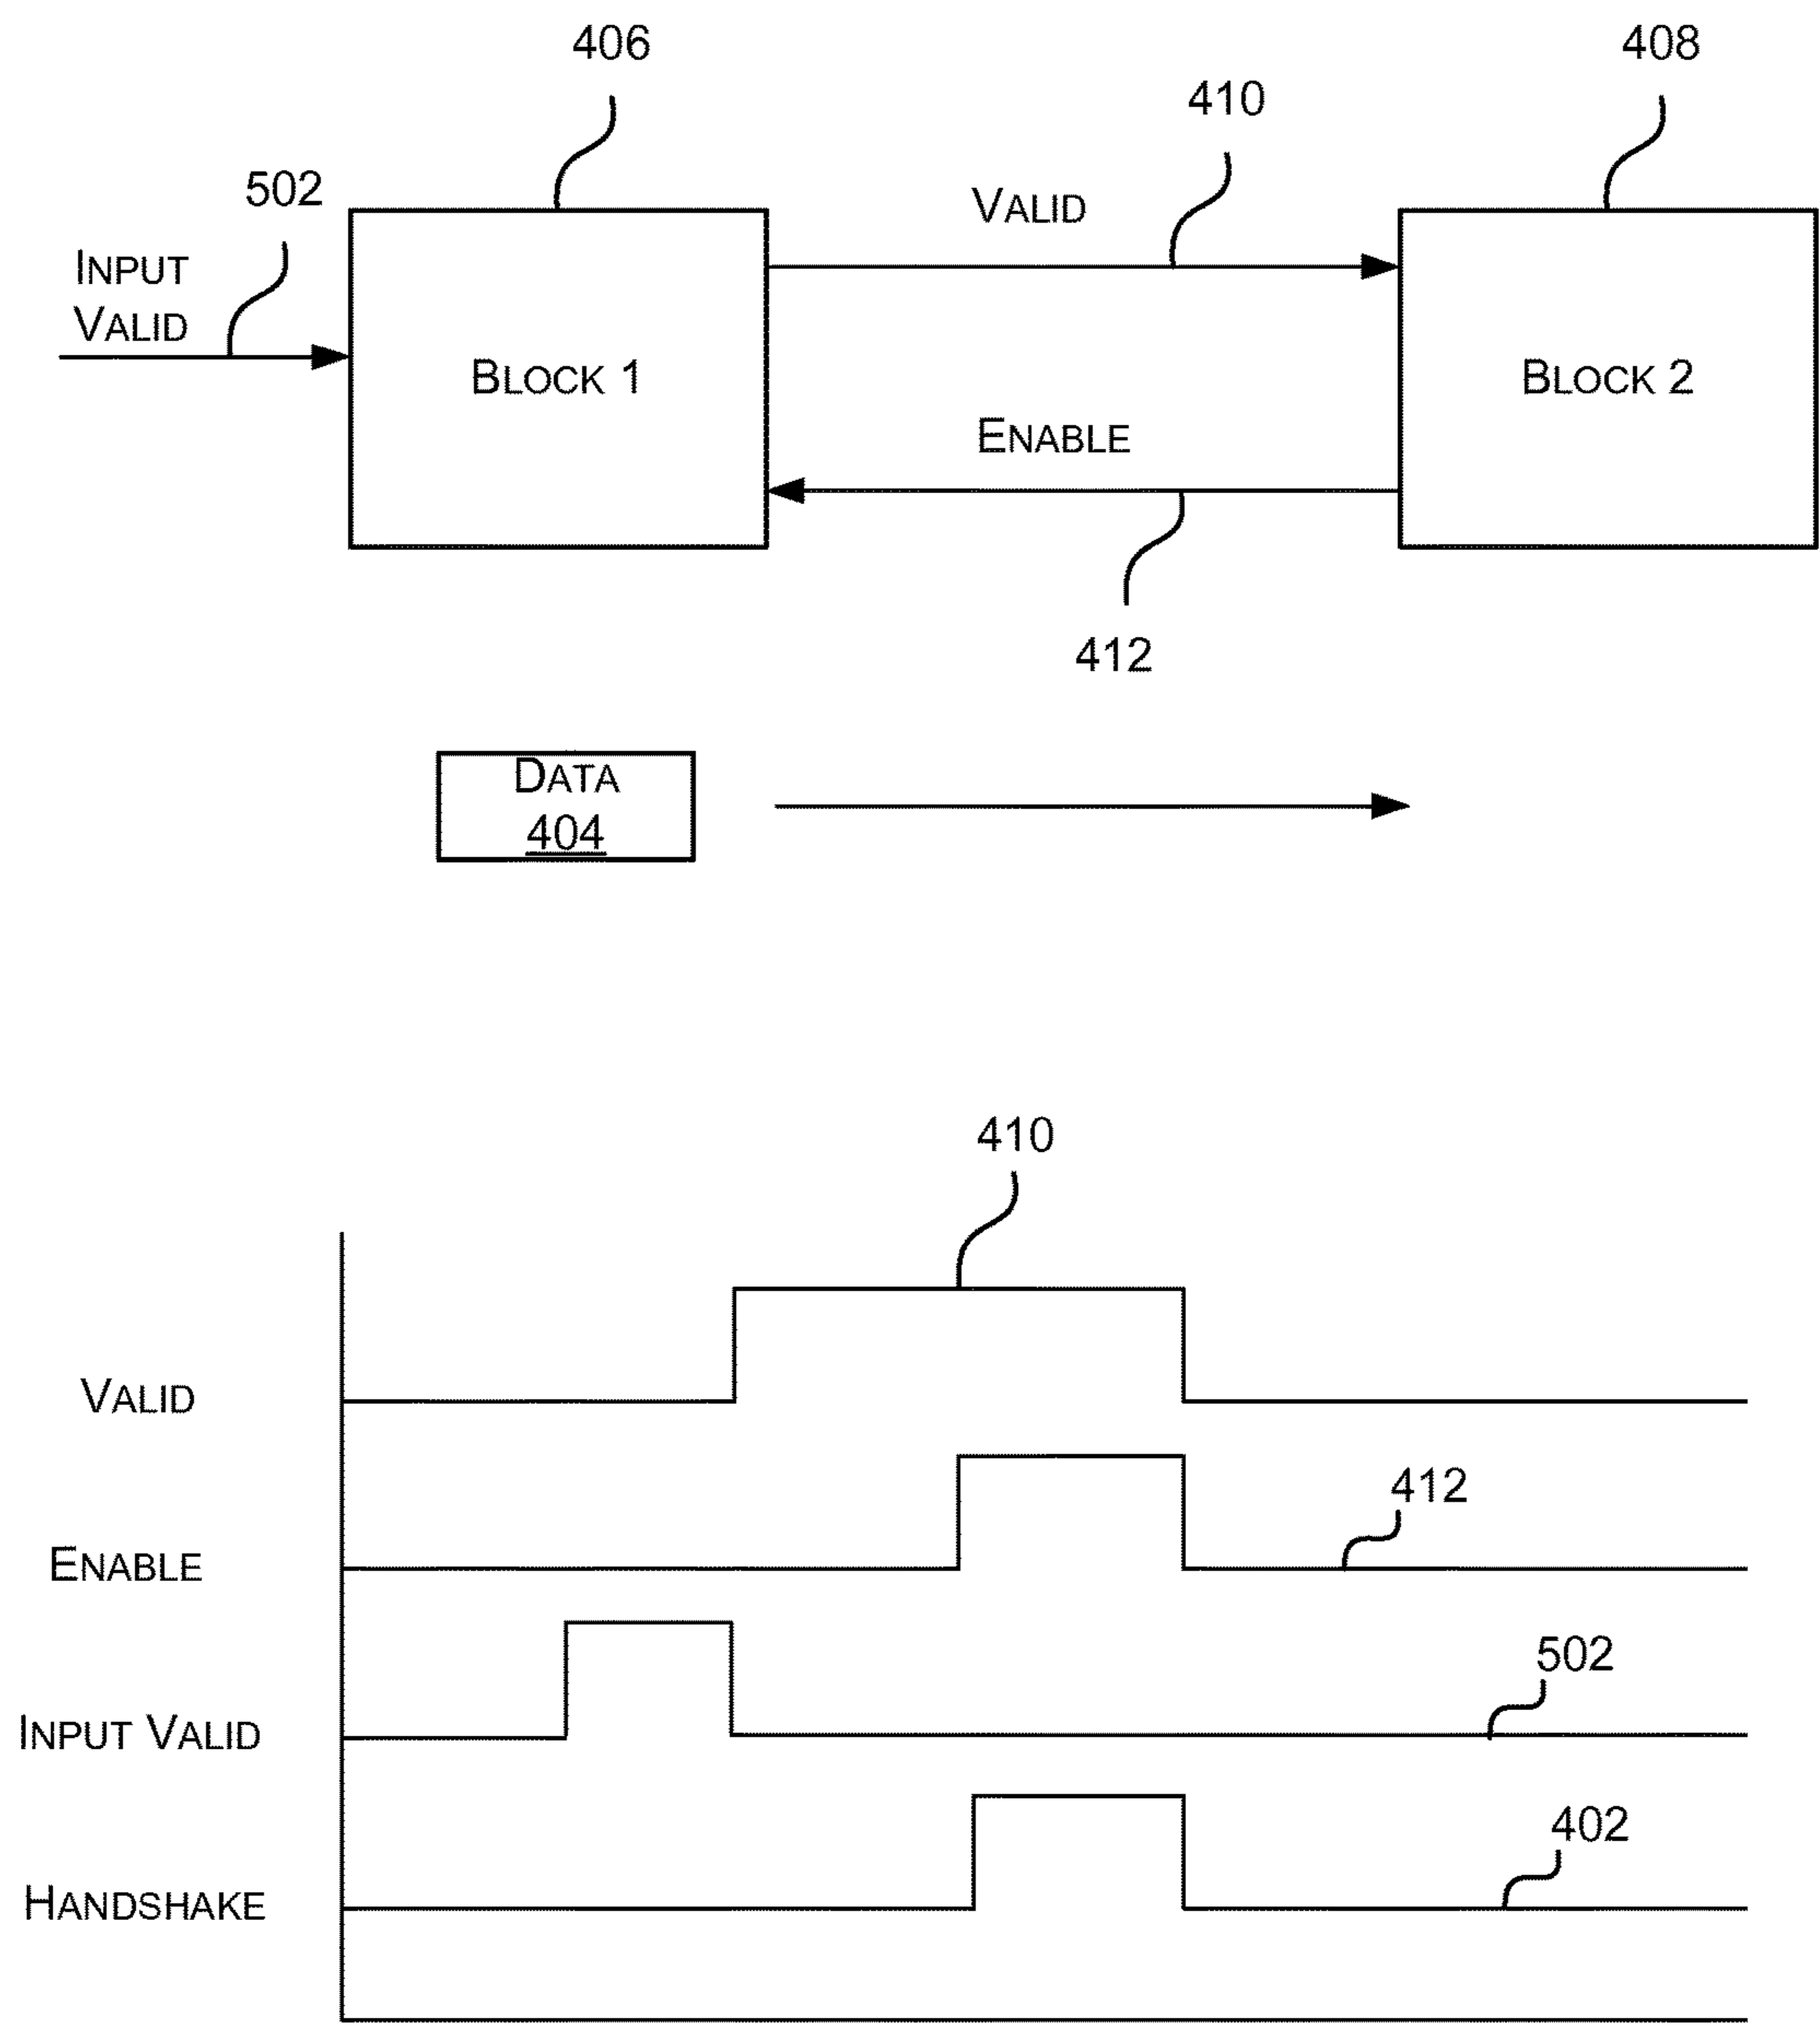 406
408
410
502
VALID
INPUT
VALID
BLOCK 1
BLOCK 2
ENABLE
412
DATA
404
410
VALID
412
ENABLE
502
INPUT VALID
402
HANDSHAKE